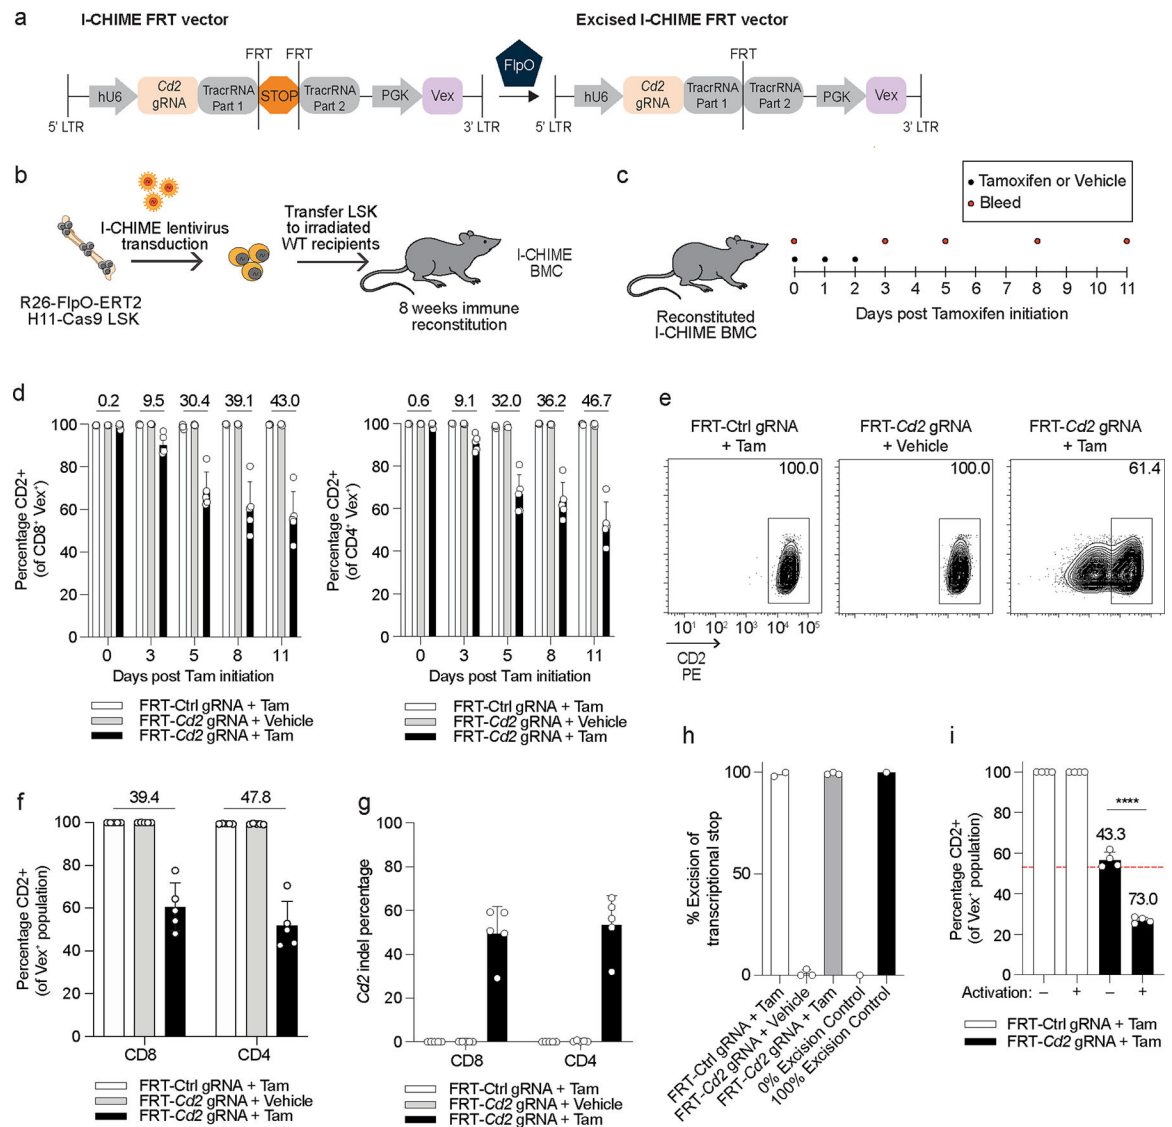 a
I-CHIME FRT vector
Excised I-CHIME FRT vector
FRT FRT
FlpO
FRT
hU6
Cd2
gRNA
TracrRNA
Part 1
STOP
TracrRNA
Part 2
PGK
Vex
5' LTR
3' LTR
hU6
Cd2
gRNA
TracrRNA
Part 1
TracrRNA
Part 2
PGK
Vex
5' LTR
3' LTR
b
I-CHIME lentivirus
transduction
Transfer LSK
to irradiated
WT recipients
I-CHIME
BMC
R26-FlpO-ERT2
H11-Cas9 LSK
8 weeks immune
reconstitution
c
Tamoxifen or Vehicle
Bleed
0 1 2 3 4 5 6 7 8 9 10 11
Days post Tamoxifen initiation
Reconstituted
I-CHIME BMC
d
0.2 9.5 30.4 39.1 43.0
100
80
60
40
20
0
Percentage CD2+
(of CD8+ Vex+)
0 3 5 8 11
Days post Tam initiation
FRT-Ctrl gRNA + Tam
FRT-Cd2 gRNA + Vehicle
FRT-Cd2 gRNA + Tam
0.6 9.1 32.0 36.2 46.7
100
80
60
40
20
0
Percentage CD2+
(of CD4+ Vex+)
0 3 5 8 11
Days post Tam initiation
FRT-Ctrl gRNA + Tam
FRT-Cd2 gRNA + Vehicle
FRT-Cd2 gRNA + Tam
e
FRT-Ctrl gRNA
+ Tam
100.0
FRT-Cd2 gRNA
+ Vehicle
100.0
FRT-Cd2 gRNA
+ Tam
61.4
10¹ 10² 10³ 10⁴ 10⁵
CD2
PE
f
39.4 47.8
100
80
60
40
20
0
Percentage CD2+
(of Vex+ population)
CD8 CD4
FRT-Ctrl gRNA + Tam
FRT-Cd2 gRNA + Vehicle
FRT-Cd2 gRNA + Tam
g
100
80
60
40
20
0
Cd2 indel percentage
CD8 CD4
FRT-Ctrl gRNA + Tam
FRT-Cd2 gRNA + Vehicle
FRT-Cd2 gRNA + Tam
h
100
50
0
% Excision of
transcriptional stop
FRT-Ctrl gRNA + Tam
FRT-Cd2 gRNA + Vehicle
FRT-Cd2 gRNA + Tam
0% Excision Control
100% Excision Control
i
100
80
60
40
20
0
Percentage CD2+
(of Vex+ population)
****
43.3
73.0
Activation: – + – +
FRT-Ctrl gRNA + Tam
FRT-Cd2 gRNA + Tam